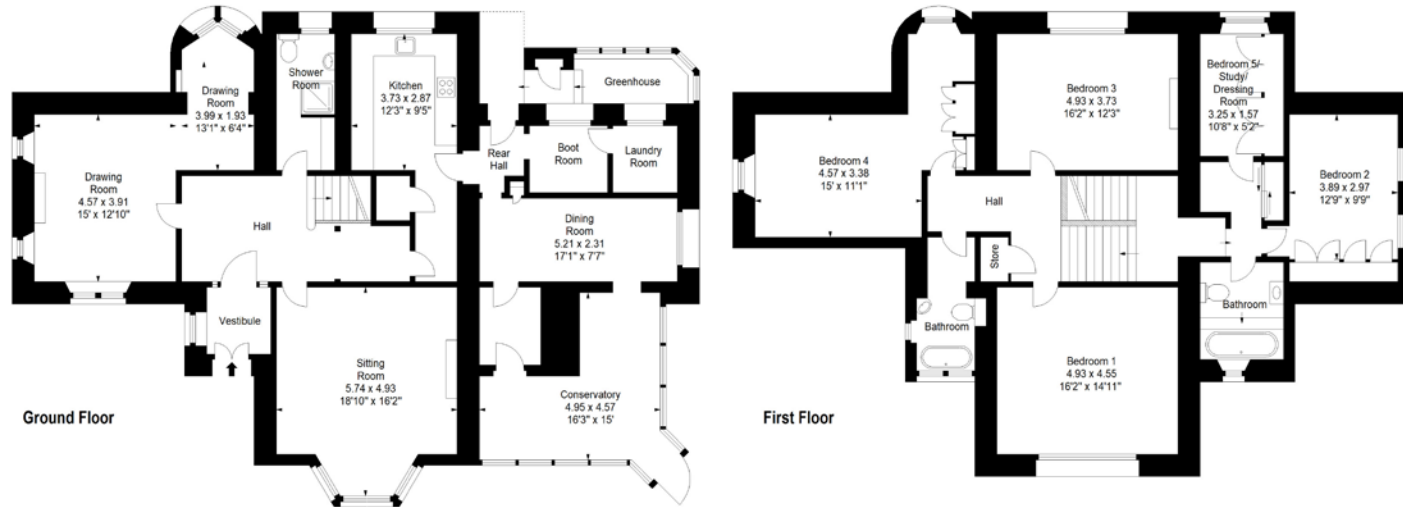 Drawing
Room
3.99 x 1.93
13'1" x 6'4"
Shower
Room
Kitchen
3.73 x 2.87
12'3" x 9'5"
Greenhouse
Drawing
Room
4.57 x 3.91
15' x 12'10"
Hall
Rear
Hall
Boot
Room
Laundry
Room
Dining
Room
5.21 x 2.31
17'1" x 7'7"
Vestibule
Sitting
Room
5.74 x 4.93
18'10" x 16'2"
Conservatory
4.95 x 4.57
16'3" x 15'
Ground Floor
Bedroom 3
4.93 x 3.73
16'2" x 12'3"
Bedroom 5/
Study/
Dressing
Room
3.25 x 1.57
10'8" x 5'2"
Bedroom 4
4.57 x 3.38
15' x 11'1"
Bedroom 2
3.89 x 2.97
12'9" x 9'9"
Hall
Store
Bathroom
Bathroom
Bedroom 1
4.93 x 4.55
16'2" x 14'11"
First Floor